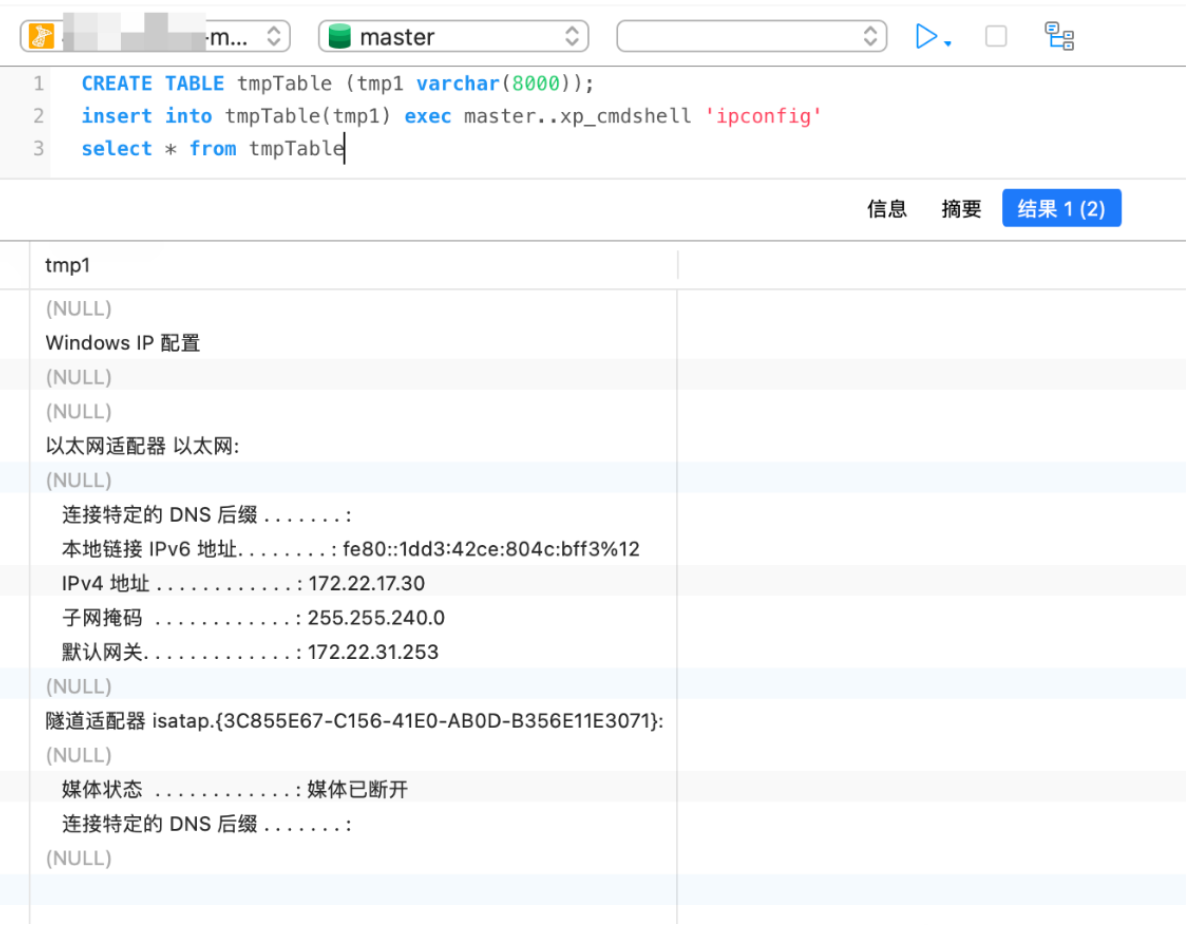 -m... master
1 CREATE TABLE tmpTable (tmp1 varchar(8000));
2 insert into tmpTable(tmp1) exec master..xp_cmdshell 'ipconfig'
3 select * from tmpTable
信息 摘要 结果 1 (2)
tmp1
(NULL)
Windows IP 配置
(NULL)
(NULL)
以太网适配器 以太网:
(NULL)
连接特定的 DNS 后缀 . . . . . . . :
本地链接 IPv6 地址. . . . . . . . : fe80::1dd3:42ce:804c:bff3%12
IPv4 地址 . . . . . . . . . . . . : 172.22.17.30
子网掩码 . . . . . . . . . . . . : 255.255.240.0
默认网关. . . . . . . . . . . . . : 172.22.31.253
(NULL)
隧道适配器 isatap.{3C855E67-C156-41E0-AB0D-B356E11E3071}:
(NULL)
媒体状态 . . . . . . . . . . . . : 媒体已断开
连接特定的 DNS 后缀 . . . . . . . :
(NULL)